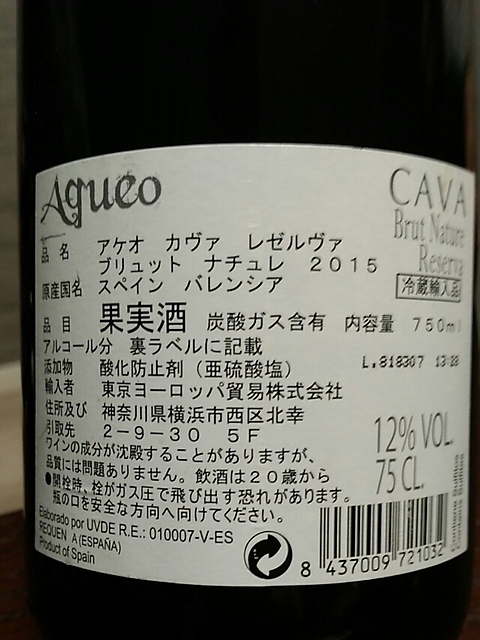 Aqueo
CAVA
Brut Nature
Reserva
品 名 アケオ カヴァ レゼルヴァ
ブリュット ナチュレ 2015
原産国名 スペイン バレンシア
冷蔵輸入品
品 目 果実酒 炭酸ガス含有 内容量 750ml
アルコール分 裏ラベルに記載
L.818307 13:28
添加物 酸化防止剤(亜硫酸塩)
輸入者 東京ヨーロッパ貿易株式会社
住所及び 神奈川県横浜市西区北幸
引取先 2-9-30 5F
ワインの成分が沈殿することがありますが、
品質には問題ありません。飲酒は20歳から
●開栓時、栓がガス圧で飛び出す恐れがあります。
瓶の口を安全な方向へ向けてください。
12% VOL.
75 CL.
Elaborado por UVDE R.E.: 010007-V-ES
REQUEN A (ESPAÑA)
Product of Spain
8 437009 721032